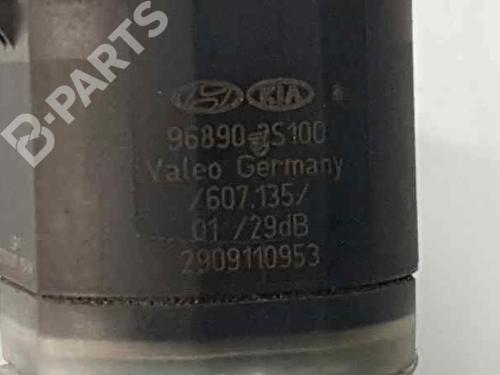 KIA
96890-2S100
Valeo Germany
/607.135/
01 /29dB
2909110953
B-PARTS